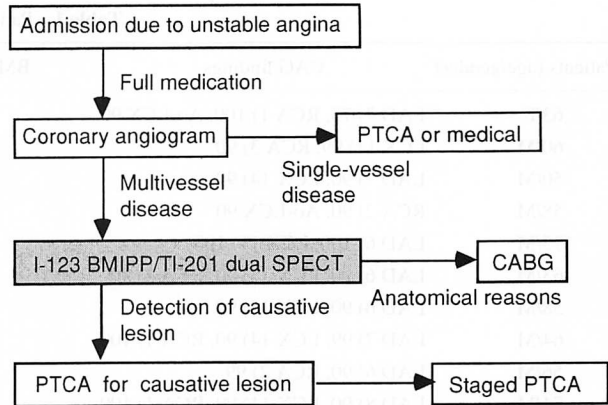 Admission due to unstable angina
Full medication
Coronary angiogram
PTCA or medical
Multivessel
disease
Single-vessel
disease
I-123 BMIPP/Tl-201 dual SPECT
CABG
Detection of causative
lesion
Anatomical reasons
PTCA for causative lesion
Staged PTCA